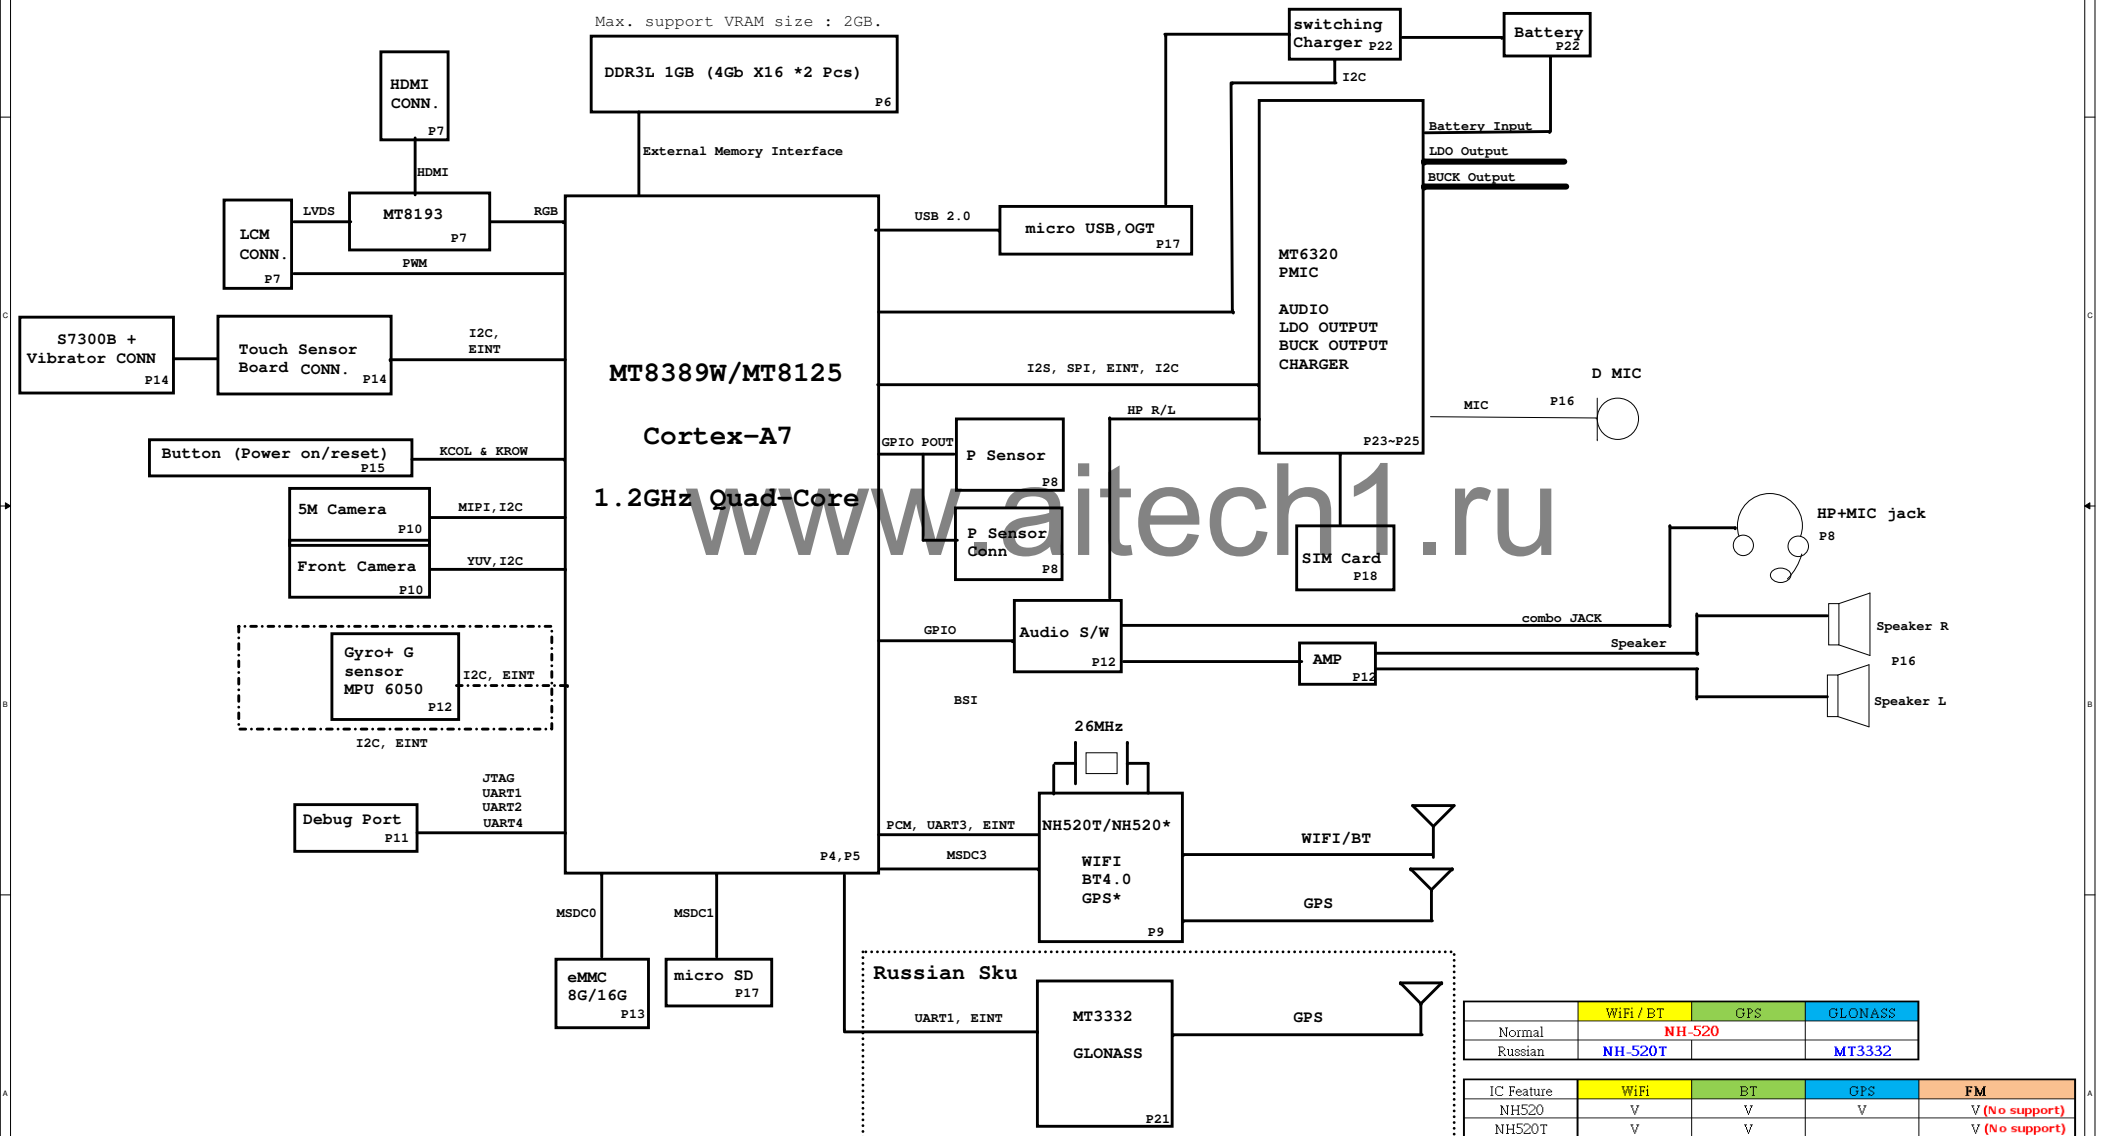 Max. support VRAM size : 2GB.
DDR3L 1GB (4Gb X16 *2 Pcs)
P6
External Memory Interface
switching
Charger P22
I2C
Battery
P22
HDMI
CONN.
P7
HDMI
LCM
CONN.
P7
LVDS
MT8193
P7
RGB
PWM
S7300B +
Vibrator CONN
P14
Touch Sensor
Board CONN.
P14
I2C,
EINT
Button (Power on/reset)
P15
KCOL & KROW
5M Camera
P10
MIPI,I2C
Front Camera
P10
YUV,I2C
Gyro+ G
sensor
MPU 6050
P12
I2C, EINT
I2C, EINT
JTAG
UART1
UART2
UART4
Debug Port
P11
MT8389W/MT8125
Cortex-A7
1.2GHz Quad-Core
P4,P5
USB 2.0
micro USB,OGT
P17
MT6320
PMIC
AUDIO
LDO OUTPUT
BUCK OUTPUT
CHARGER
P23~P25
Battery Input
LDO Output
BUCK Output
I2S, SPI, EINT, I2C
HP R/L
MIC
P16
D MIC
GPIO POUT
P Sensor
P8
P Sensor
Conn
P8
SIM Card
P18
www.aitech1.ru
HP+MIC jack
P8
GPIO
Audio S/W
P12
combo JACK
AMP
P12
Speaker
Speaker R
P16
Speaker L
BSI
26MHz
PCM, UART3, EINT
MSDC3
NH520T/NH520*
WIFI
BT4.0
GPS*
P9
WIFI/BT
GPS
MSDC0
MSDC1
eMMC
8G/16G
P13
micro SD
P17
Russian Sku
UART1, EINT
MT3332
GLONASS
P21
GPS
WiFi / BT GPS GLONASS
Normal NH-520
Russian NH-520T MT3332
IC Feature WiFi BT GPS FM
NH520 V V V V (No support)
NH520T V V V (No support)
C
C
B
B
A
A